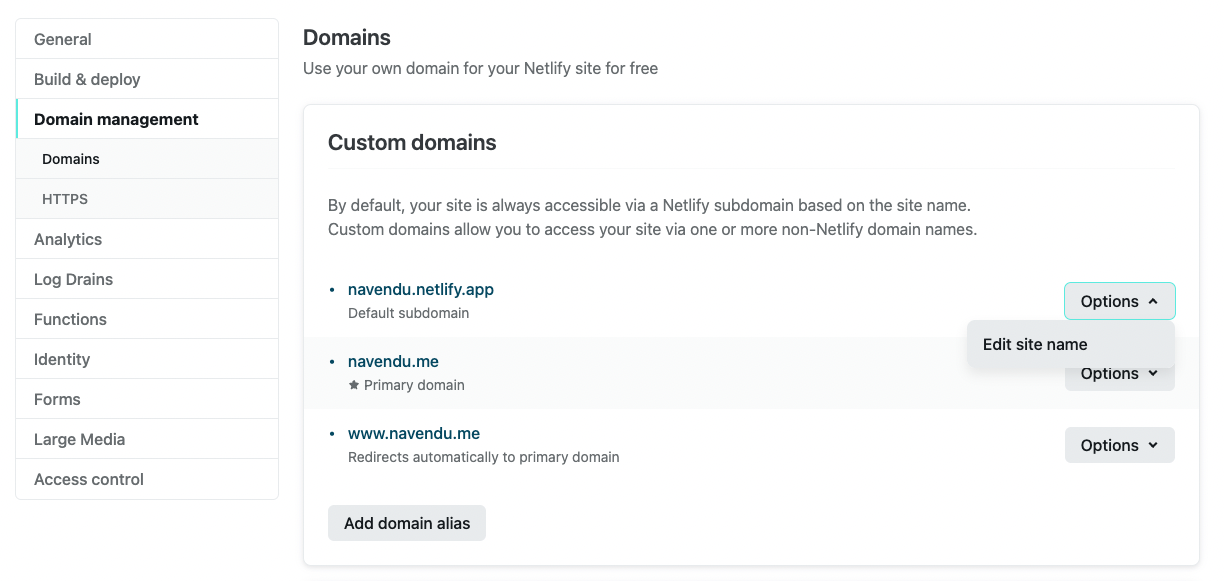 General
Build & deploy
Domain management
Domains
HTTPS
Analytics
Log Drains
Functions
Identity
Forms
Large Media
Access control
Domains
Use your own domain for your Netlify site for free
Custom domains
By default, your site is always accessible via a Netlify subdomain based on the site name.
Custom domains allow you to access your site via one or more non-Netlify domain names.
• navendu.netlify.app
Default subdomain
Options
Edit site name
• navendu.me
Primary domain
Options
• www.navendu.me
Redirects automatically to primary domain
Options
Add domain alias